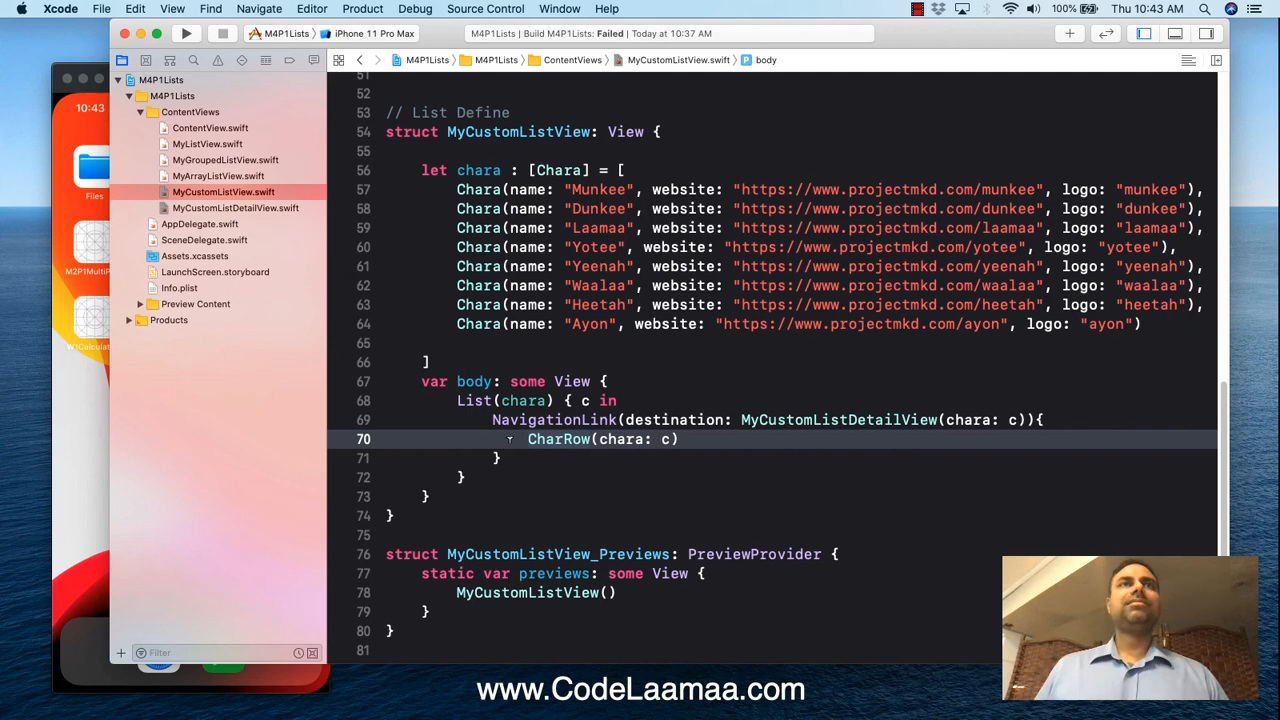 Xcode File Edit View Find Navigate Editor Product Debug Source Control Window Help 100% Thu 10:43 AM
M4P1Lists iPhone 11 Pro Max M4P1Lists | Build M4P1Lists: Failed | Today at 10:37 AM
M4P1Lists M4P1Lists ContentViews MyCustomListView.swift P body
10:43
Files
W1Calculat
M4P1Lists
M4P1Lists
ContentViews
ContentView.swift
MyListView.swift
MyGroupedListView.swift
MyArrayListView.swift
MyCustomListView.swift
MyCustomListDetailView.swift
AppDelegate.swift
SceneDelegate.swift
Assets.xcassets
LaunchScreen.storyboard
Info.plist
Preview Content
Products
Filter
51
52
53 // List Define
54 struct MyCustomListView: View {
55
56 let chara : [Chara] = [
57 Chara(name: "Munkee", website: "https://www.projectmkd.com/munkee", logo: "munkee"),
58 Chara(name: "Dunkee", website: "https://www.projectmkd.com/dunkee", logo: "dunkee"),
59 Chara(name: "Laamaa", website: "https://www.projectmkd.com/laamaa", logo: "laamaa"),
60 Chara(name: "Yotee", website: "https://www.projectmkd.com/yotee", logo: "yotee"),
61 Chara(name: "Yeenah", website: "https://www.projectmkd.com/yeenah", logo: "yeenah"),
62 Chara(name: "Waalaa", website: "https://www.projectmkd.com/waalaa", logo: "waalaa"),
63 Chara(name: "Heetah", website: "https://www.projectmkd.com/heetah", logo: "heetah"),
64 Chara(name: "Ayon", website: "https://www.projectmkd.com/ayon", logo: "ayon")
65
66 ]
67 var body: some View {
68 List(chara) { c in
69 NavigationLink(destination: MyCustomListDetailView(chara: c)){
70 CharRow(chara: c)
71 }
72 }
73 }
74 }
75
76 struct MyCustomListView_Previews: PreviewProvider {
77 static var previews: some View {
78 MyCustomListView()
79 }
80 }
81
www.CodeLaamaa.com